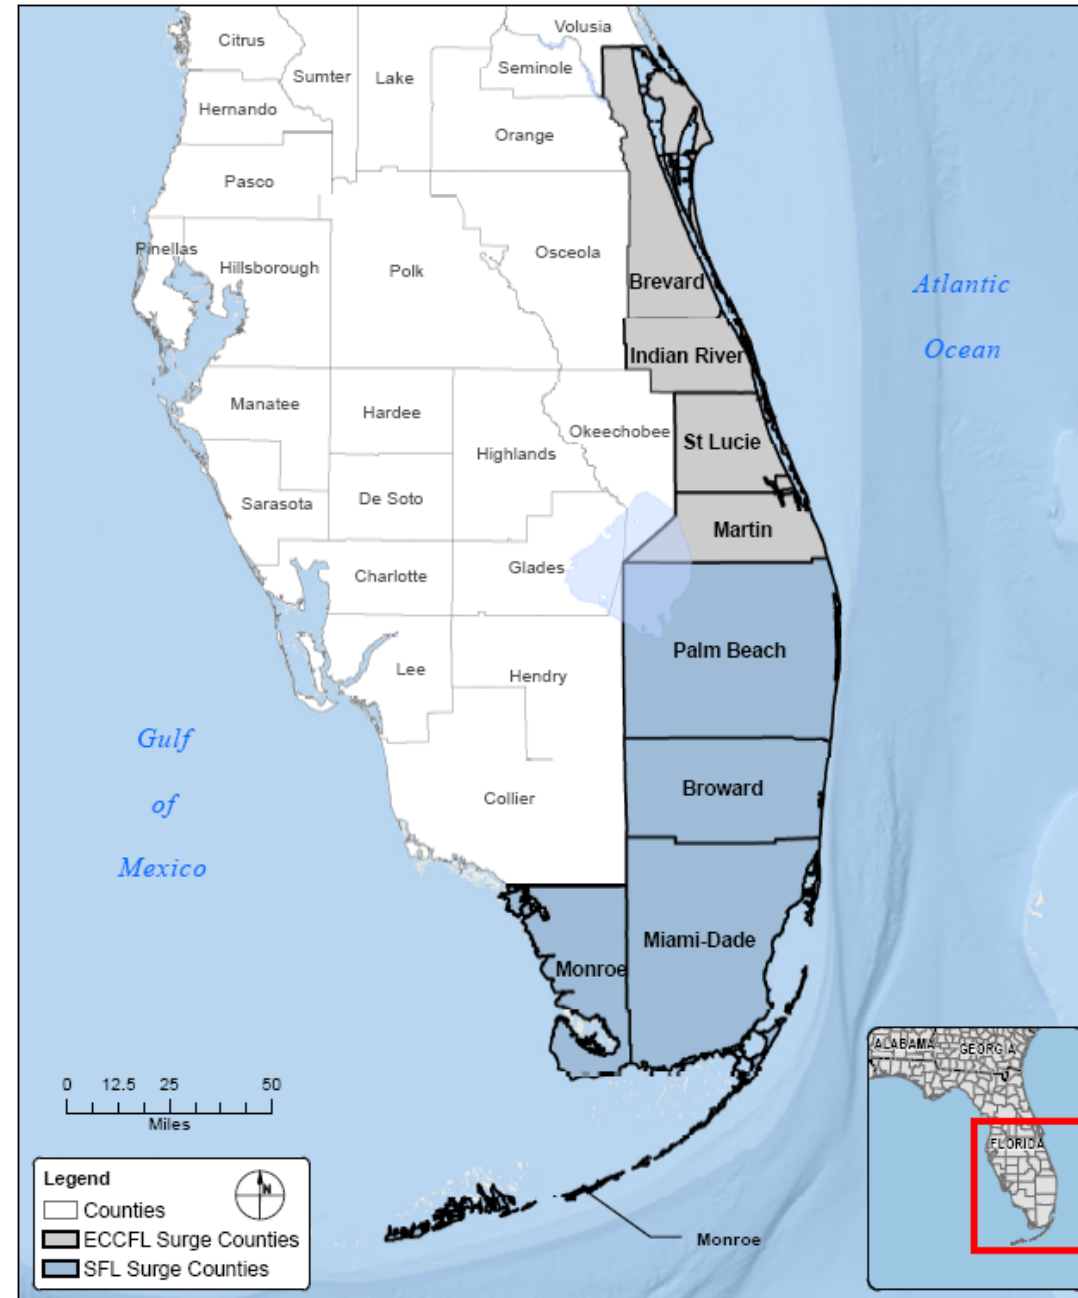 Volusia
Citrus
Sumter
Lake
Seminole
Hernando
Orange
Pasco
Pinellas
Hillsborough
Polk
Osceola
Brevard
Atlantic
Ocean
Indian River
Manatee
Hardee
Highlands
Okeechobee
St Lucie
Sarasota
De Soto
Martin
Charlotte
Glades
Palm Beach
Lee
Hendry
Gulf
of
Mexico
Collier
Broward
Miami-Dade
Monroe
0 12.5 25 50
Miles
ALABAMA
GEORGIA
FLORIDA
Legend
N
Counties
ECCFL Surge Counties
SFL Surge Counties
Monroe